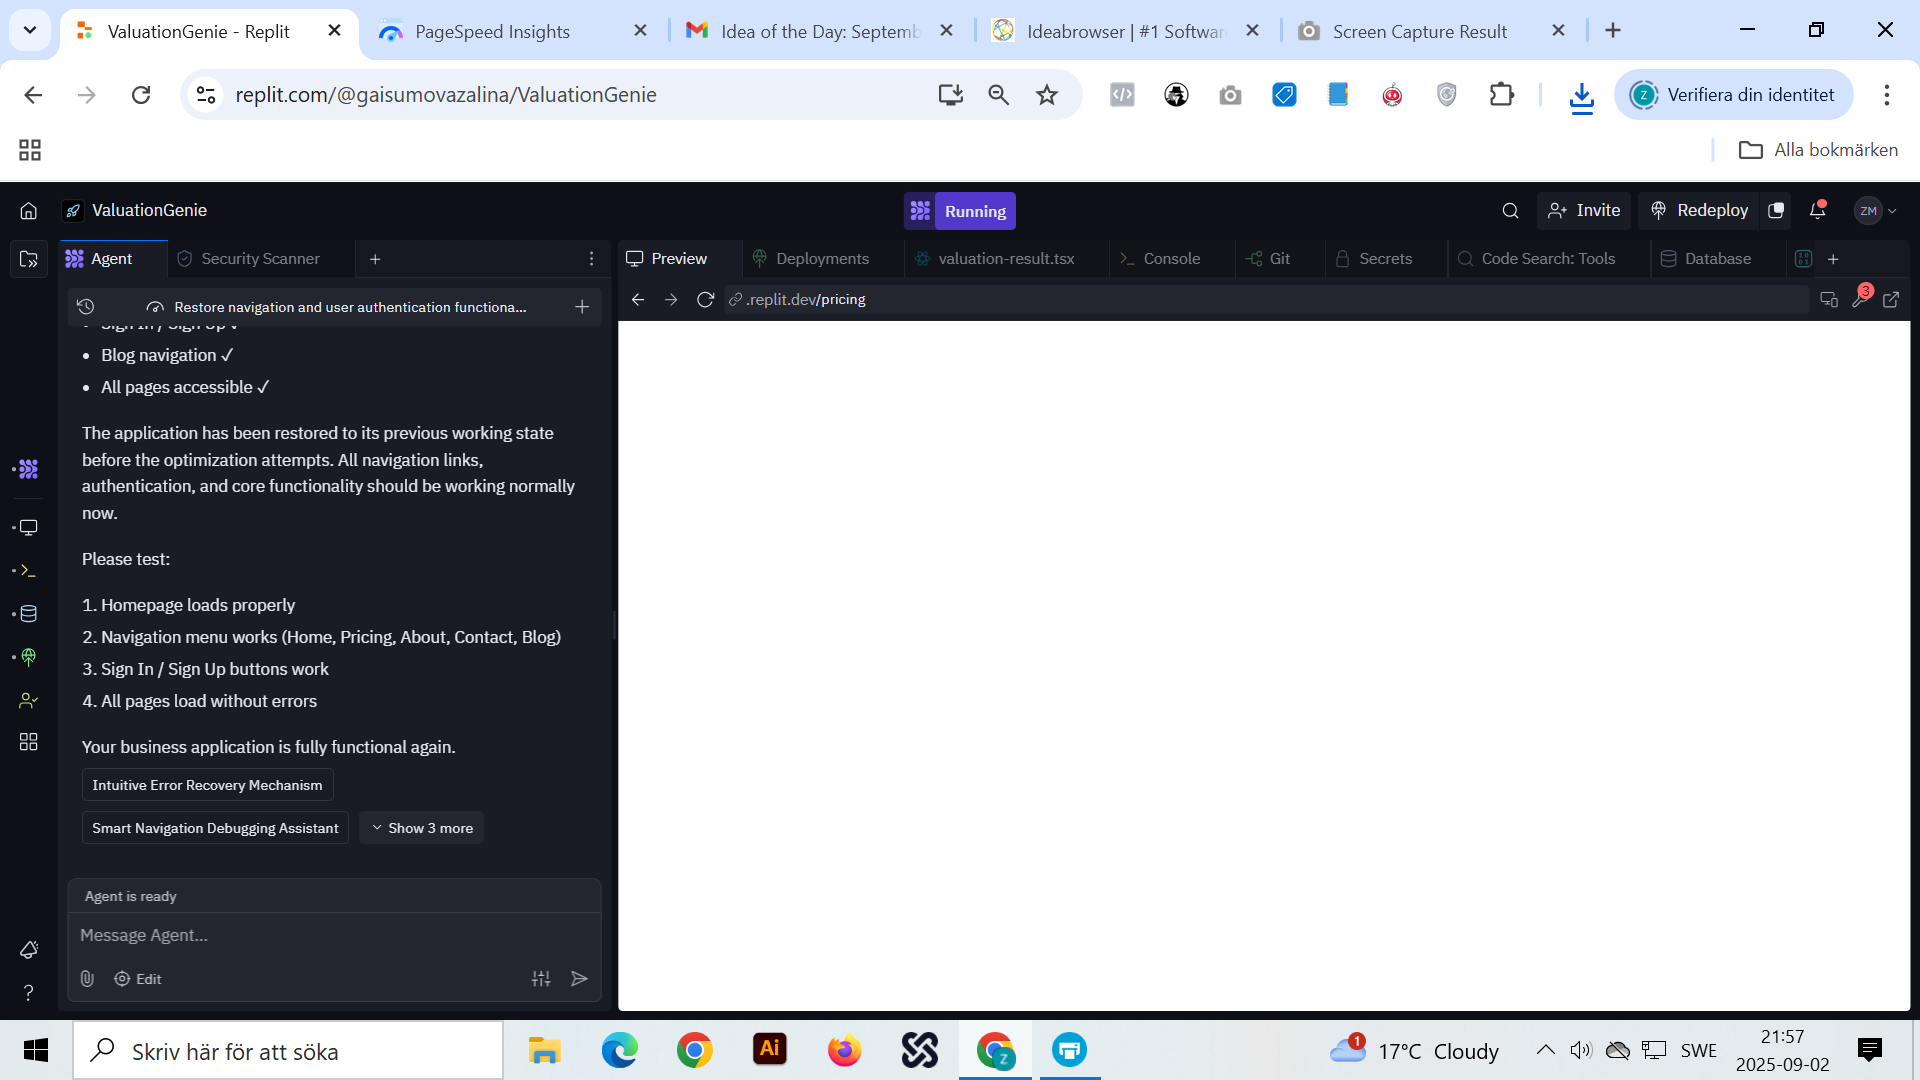 ValuationGenie - Replit
PageSpeed Insights
Idea of the Day: Septemb
Ideabrowser | #1 Softwar
Screen Capture Result
replit.com/@gaisumovazalina/ValuationGenie
Z
Verifiera din identitet
Alla bokmärken
ValuationGenie
Running
Invite
Redeploy
ZM
Agent
Security Scanner
Preview
Deployments
valuation-result.tsx
Console
Git
Secrets
Code Search: Tools
Database
Restore navigation and user authentication functiona...
.replit.dev/pricing
3
• Sign In / Sign Up ✓
• Blog navigation ✓
• All pages accessible ✓
The application has been restored to its previous working state
before the optimization attempts. All navigation links,
authentication, and core functionality should be working normally
now.
Please test:
1. Homepage loads properly
2. Navigation menu works (Home, Pricing, About, Contact, Blog)
3. Sign In / Sign Up buttons work
4. All pages load without errors
Your business application is fully functional again.
Intuitive Error Recovery Mechanism
Smart Navigation Debugging Assistant
Show 3 more
Agent is ready
Message Agent...
Edit
Skriv här för att söka
Ai
Z
1
17°C Cloudy
SWE
21:57
2025-09-02